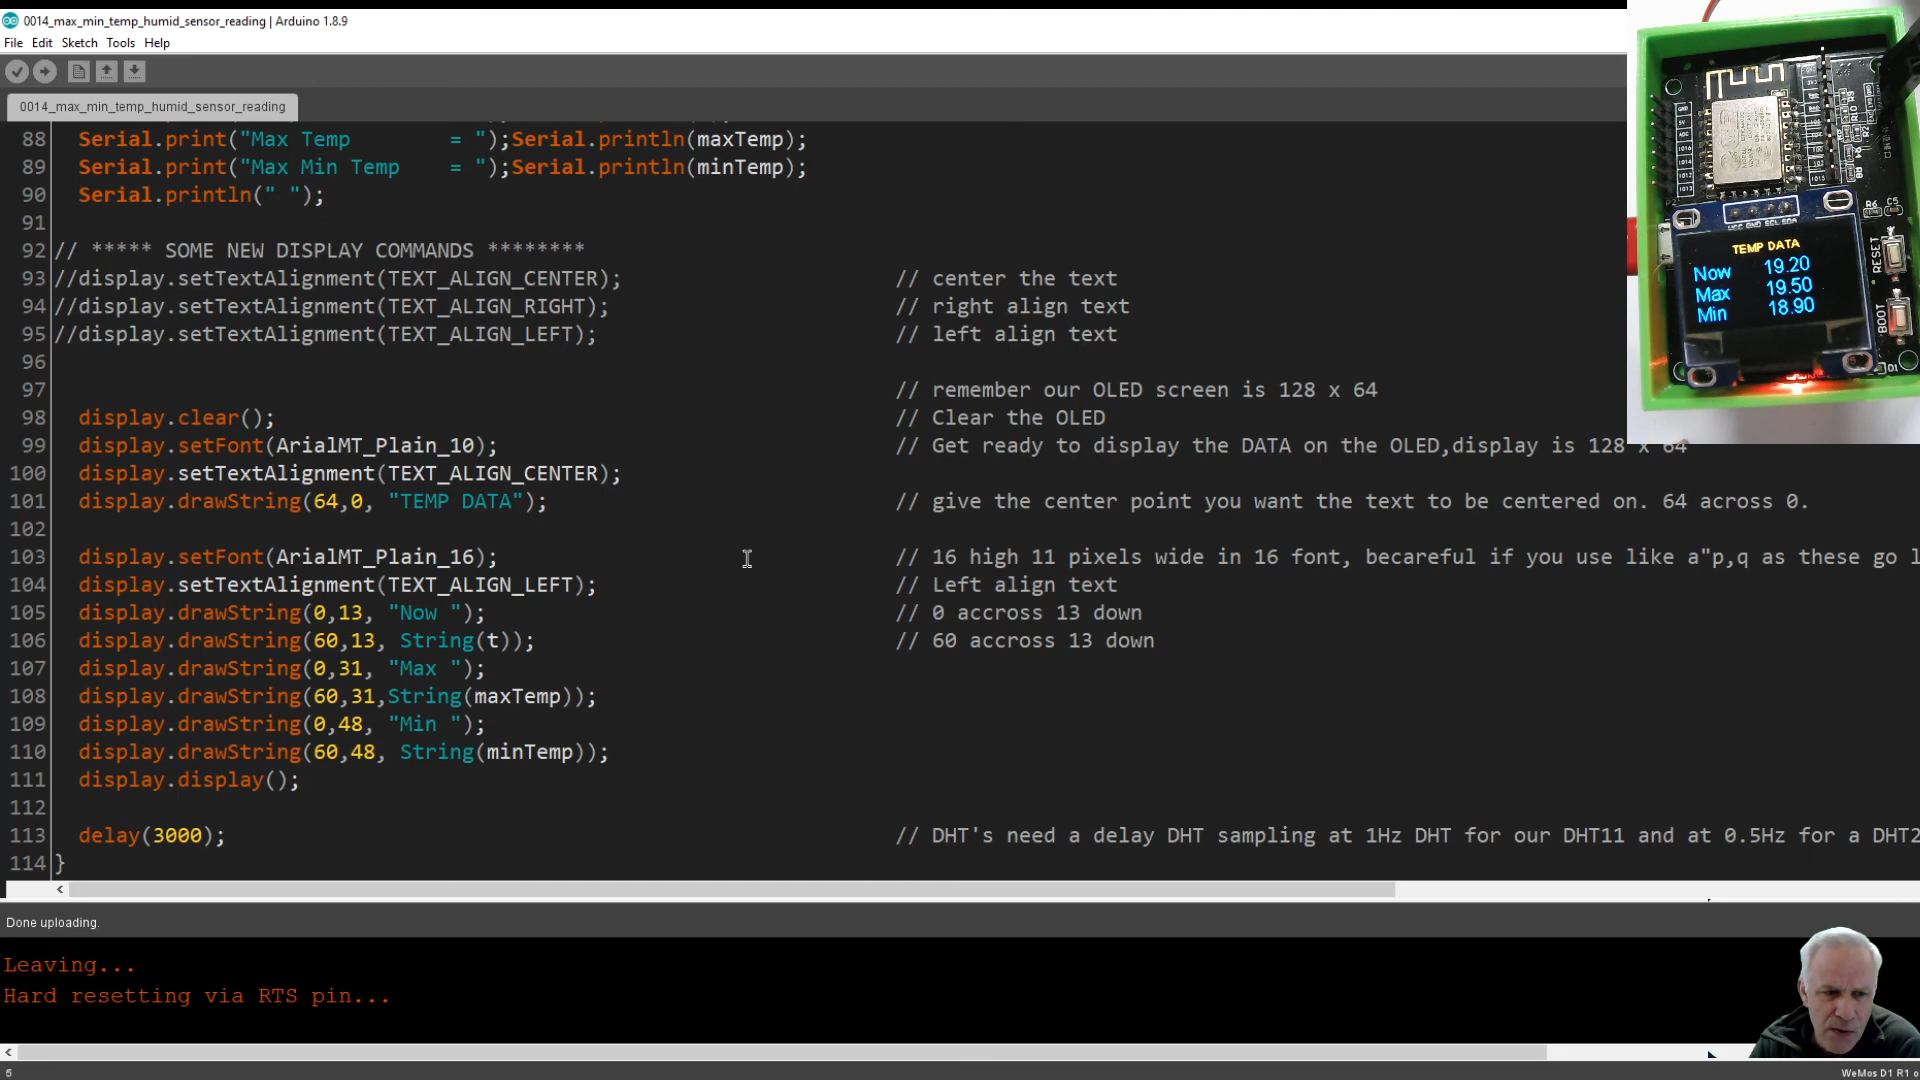 0014_max_min_temp_humid_sensor_reading | Arduino 1.8.9
File Edit Sketch Tools Help
0014_max_min_temp_humid_sensor_reading
88 Serial.print("Max Temp        = ");Serial.println(maxTemp);
89 Serial.print("Max Min Temp    = ");Serial.println(minTemp);
90 Serial.println(" ");
91
92 // ***** SOME NEW DISPLAY COMMANDS ********
93 //display.setTextAlignment(TEXT_ALIGN_CENTER); // center the text
94 //display.setTextAlignment(TEXT_ALIGN_RIGHT); // right align text
95 //display.setTextAlignment(TEXT_ALIGN_LEFT); // left align text
96
97 // remember our OLED screen is 128 x 64
98 display.clear(); // Clear the OLED
99 display.setFont(ArialMT_Plain_10); // Get ready to display the DATA on the OLED,display is 128 x 64
100 display.setTextAlignment(TEXT_ALIGN_CENTER);
101 display.drawString(64,0, "TEMP DATA"); // give the center point you want the text to be centered on. 64 across 0.
102
103 display.setFont(ArialMT_Plain_16); // 16 high 11 pixels wide in 16 font, becareful if you use like a"p,q as these go l
104 display.setTextAlignment(TEXT_ALIGN_LEFT); // Left align text
105 display.drawString(0,13, "Now "); // 0 accross 13 down
106 display.drawString(60,13, String(t)); // 60 accross 13 down
107 display.drawString(0,31, "Max ");
108 display.drawString(60,31,String(maxTemp));
109 display.drawString(0,48, "Min ");
110 display.drawString(60,48, String(minTemp));
111 display.display();
112
113 delay(3000); // DHT's need a delay DHT sampling at 1Hz DHT for our DHT11 and at 0.5Hz for a DHT2
114 }
Done uploading.
Leaving...
Hard resetting via RTS pin...
5
WeMos D1 R1 o
TEMP DATA
Now 19.20
Max 19.50
Min 18.90
RESET
BOOT
R6 C5